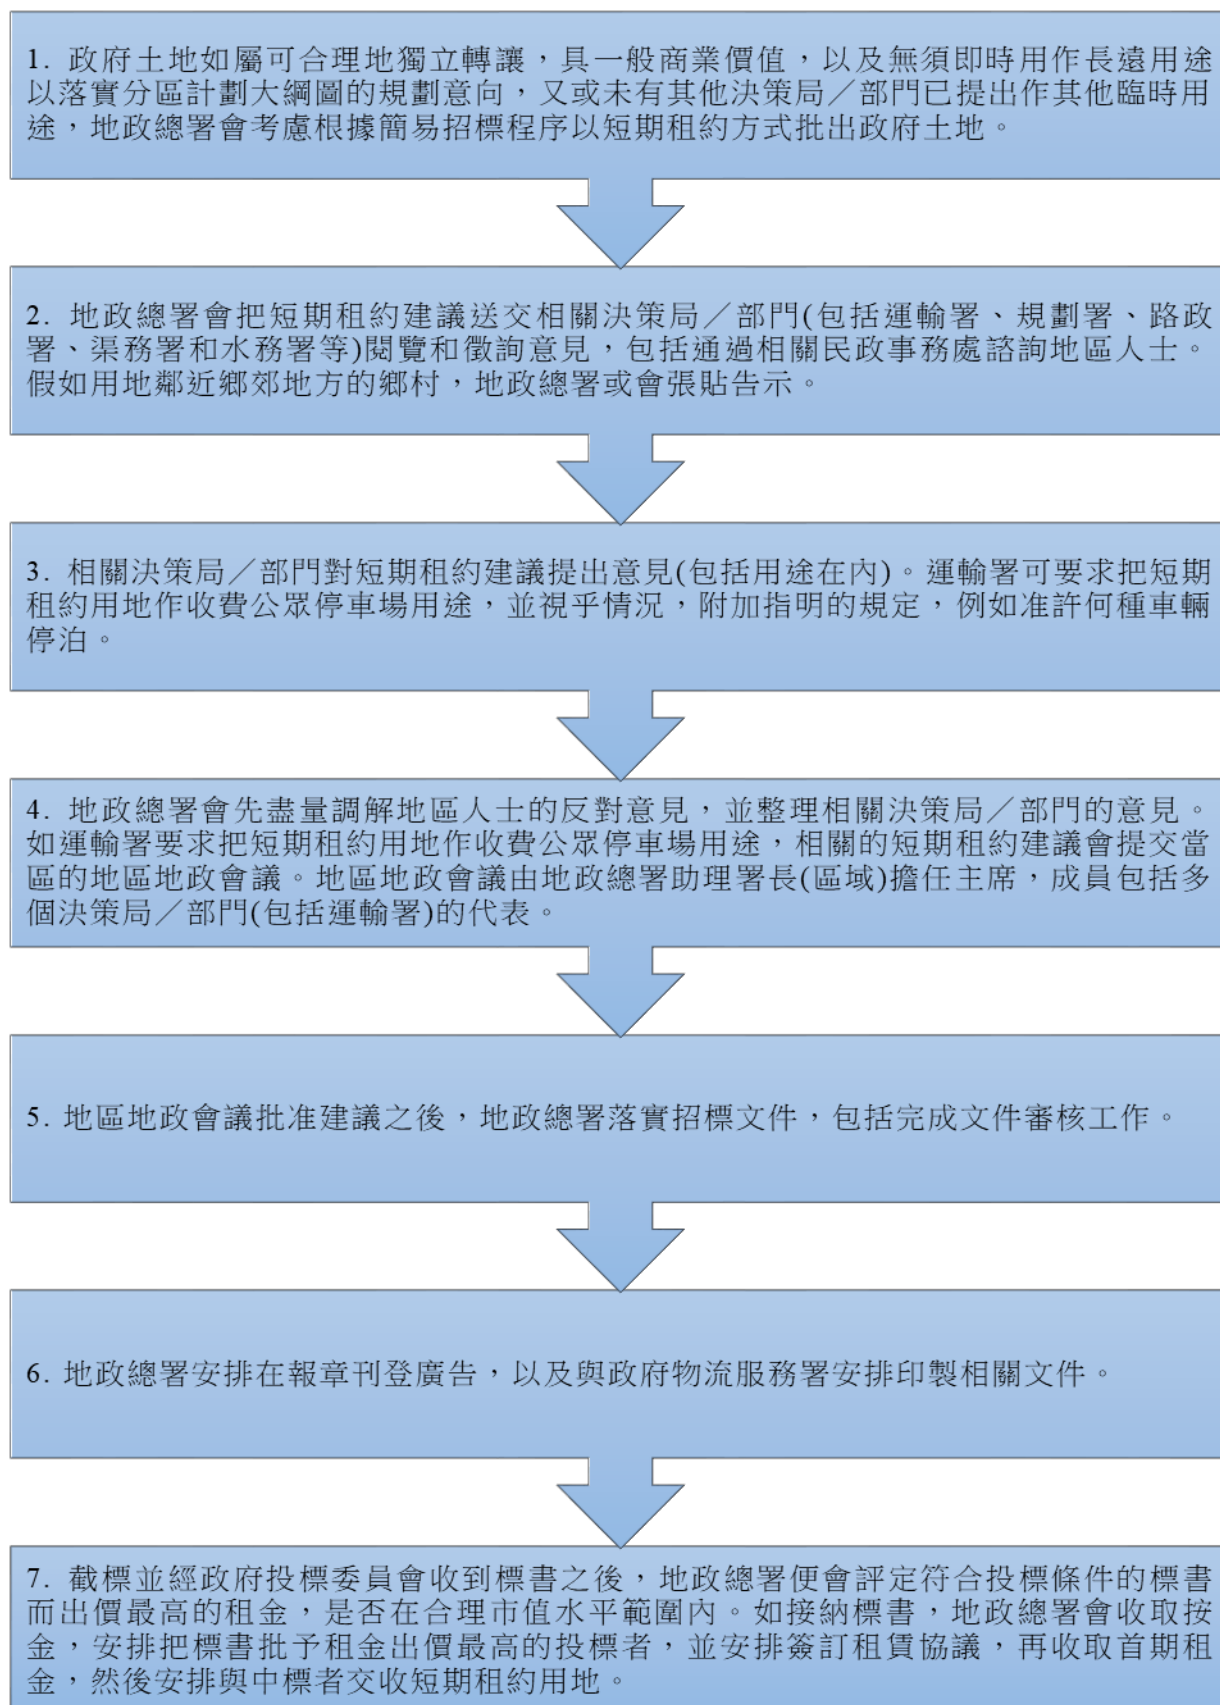 1. 政府土地如屬可合理地獨立轉讓，具一般商業價值，以及無須即時用作長遠用途
以落實分區計劃大綱圖的規劃意向，又或未有其他決策局／部門已提出作其他臨時用
途，地政總署會考慮根據簡易招標程序以短期租約方式批出政府土地。
2. 地政總署會把短期租約建議送交相關決策局／部門(包括運輸署、規劃署、路政
署、渠務署和水務署等)閱覽和徵詢意見，包括通過相關民政事務處諮詢地區人士。
假如用地鄰近鄉郊地方的鄉村，地政總署或會張貼告示。
3. 相關決策局／部門對短期租約建議提出意見(包括用途在內)。運輸署可要求把短期
租約用地作收費公眾停車場用途，並視乎情況，附加指明的規定，例如准許何種車輛
停泊。
4. 地政總署會先盡量調解地區人士的反對意見，並整理相關決策局／部門的意見。
如運輸署要求把短期租約用地作收費公眾停車場用途，相關的短期租約建議會提交當
區的地區地政會議。地區地政會議由地政總署助理署長(區域)擔任主席，成員包括多
個決策局／部門(包括運輸署)的代表。
5. 地區地政會議批准建議之後，地政總署落實招標文件，包括完成文件審核工作。
6. 地政總署安排在報章刊登廣告，以及與政府物流服務署安排印製相關文件。
7. 截標並經政府投標委員會收到標書之後，地政總署便會評定符合投標條件的標書
而出價最高的租金，是否在合理市值水平範圍內。如接納標書，地政總署會收取按
金，安排把標書批予租金出價最高的投標者，並安排簽訂租賃協議，再收取首期租
金，然後安排與中標者交收短期租約用地。